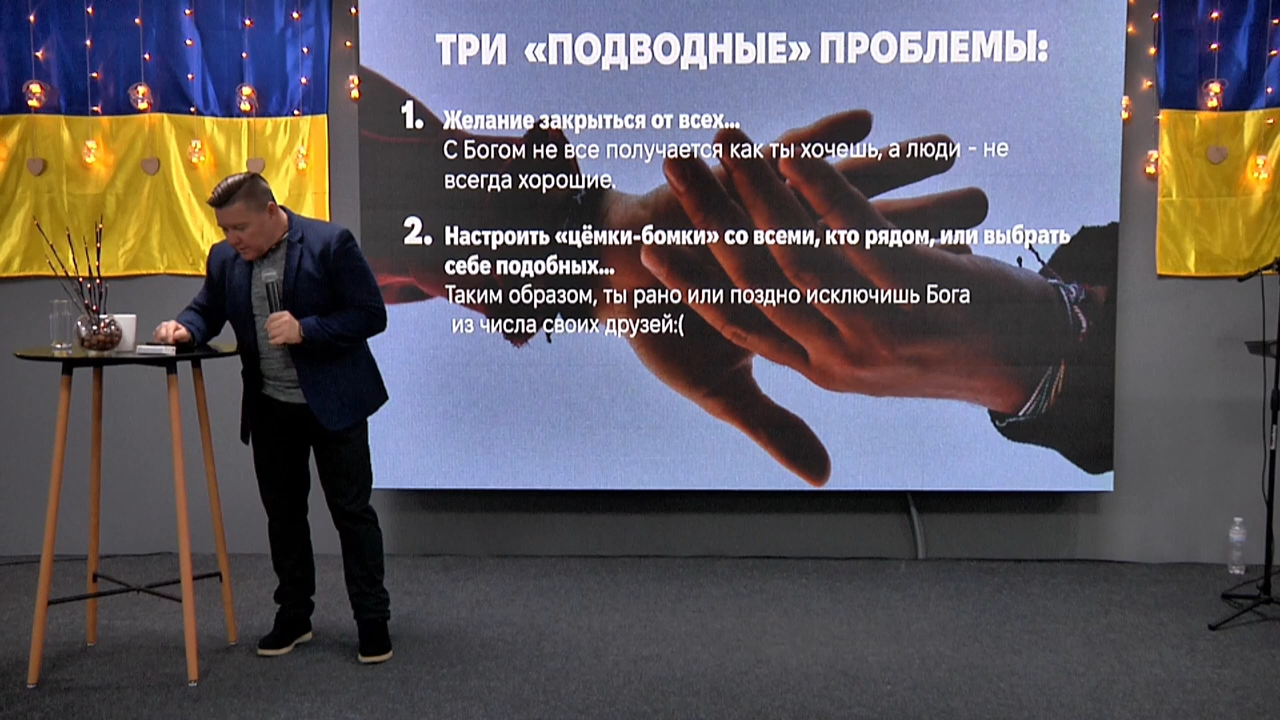 ТРИ «ПОДВОДНЫЕ» ПРОБЛЕМЫ:
1. Желание закрыться от всех...
С Богом не все получается как ты хочешь, а люди - не
всегда хорошие.
2. Настроить «цёмки-бомки» со всеми, кто рядом, или выбрать
себе подобных...
Таким образом, ты рано или поздно исключишь Бога
из числа своих друзей:(